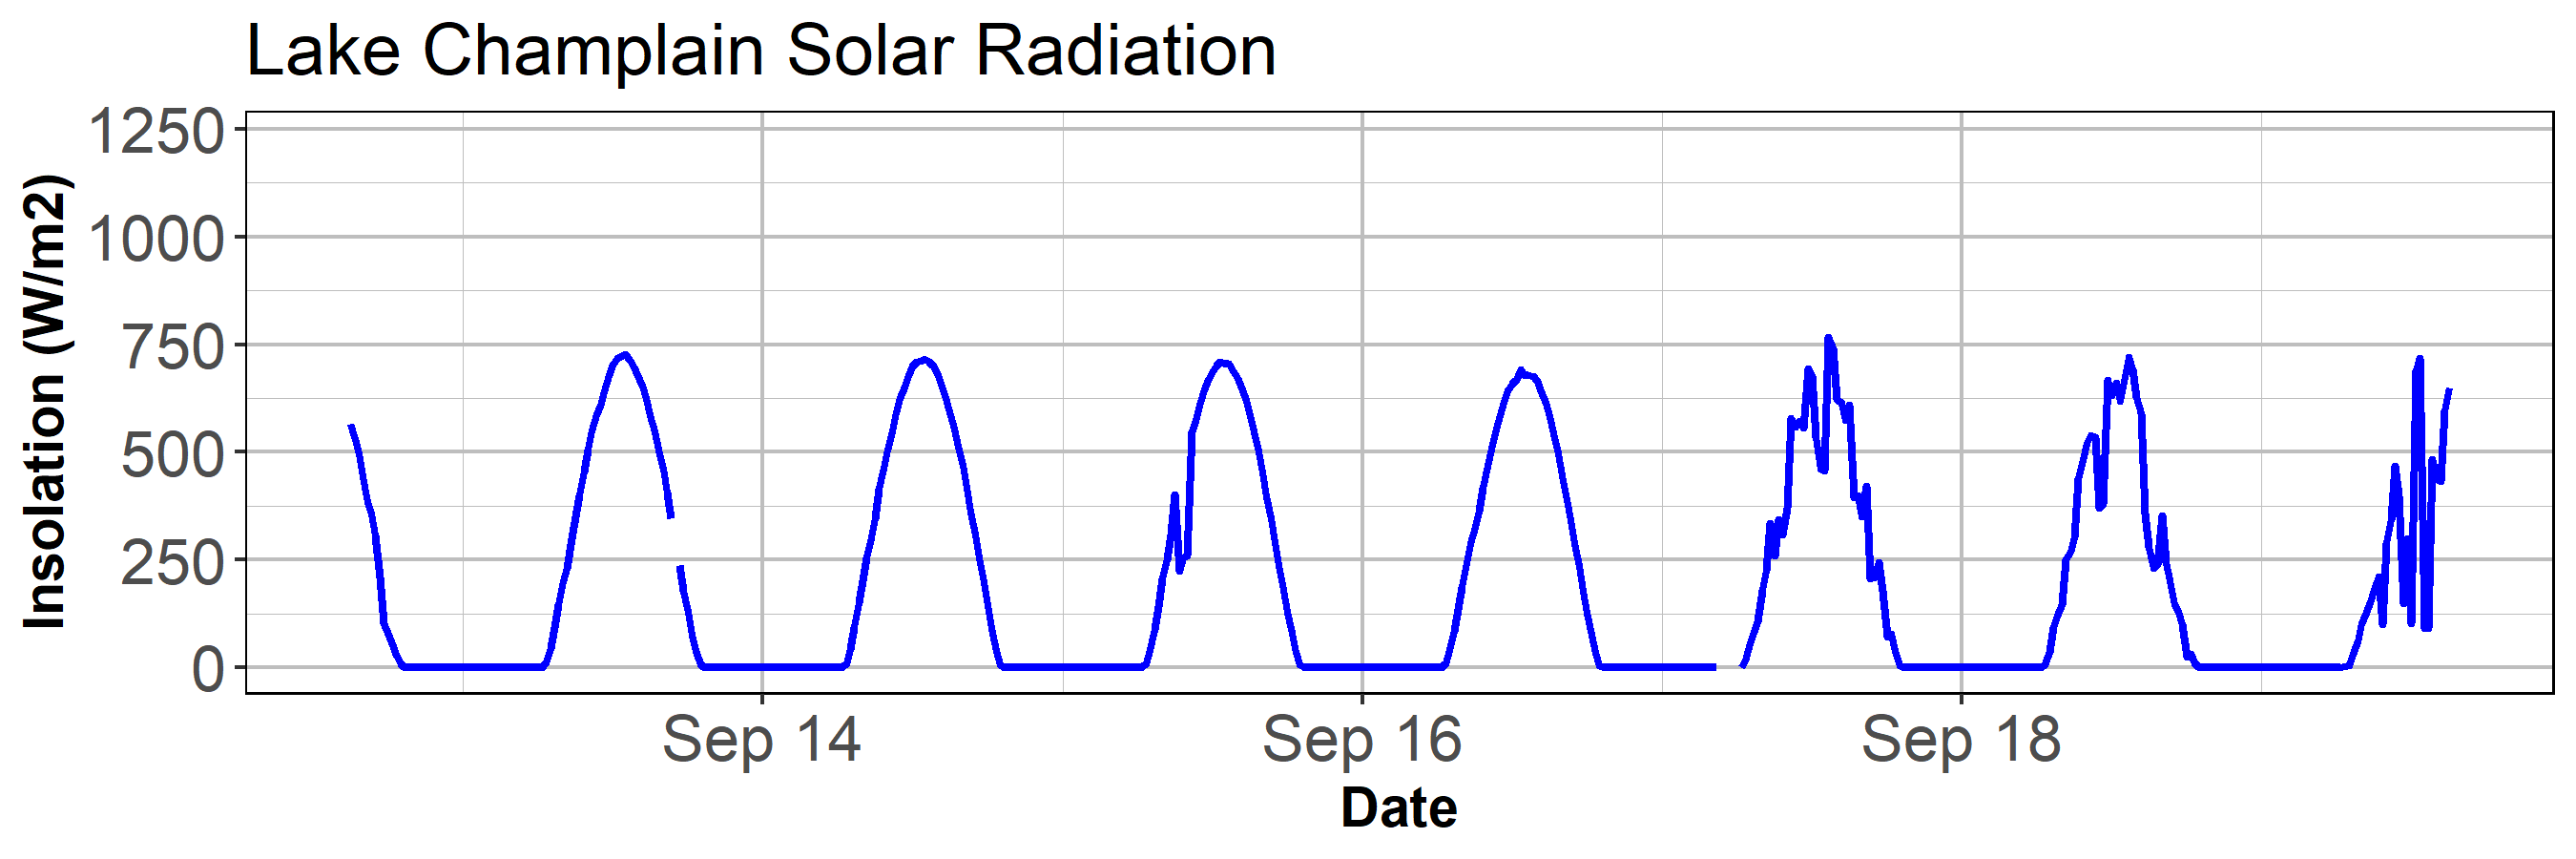 Lake Champlain Solar Radiation
1250
1000
750
500
250
0
Insolation (W/m2)
Sep 14
Sep 16
Sep 18
Date